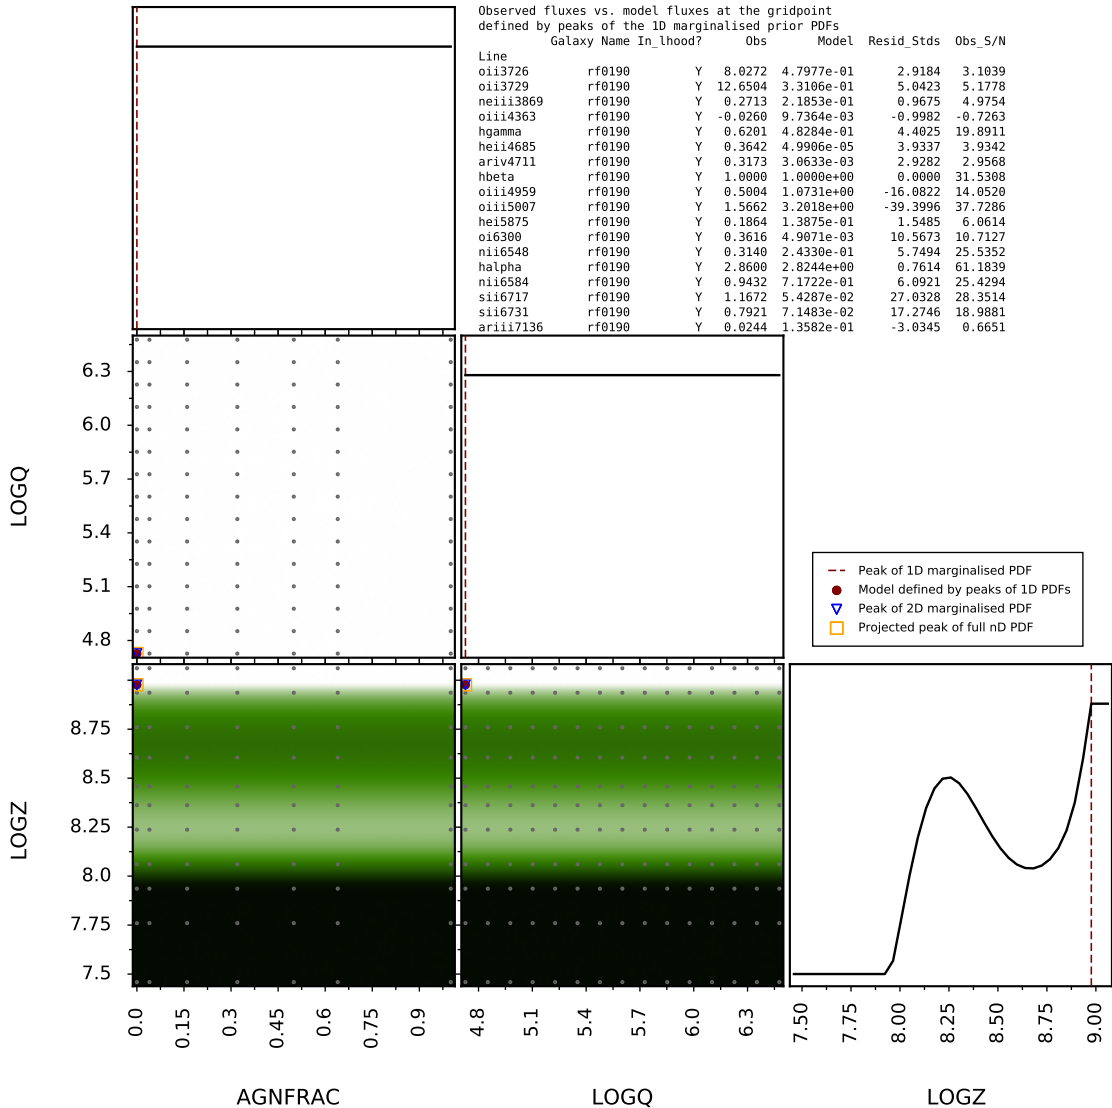 Observed fluxes vs. model fluxes at the gridpoint
defined by peaks of the 1D marginalised prior PDFs
Galaxy Name In_lhood? Obs Model Resid_Stds Obs_S/N
Line
oii3726 rf0190 Y 8.0272 4.7977e-01 2.9184 3.1039
oii3729 rf0190 Y 12.6504 3.3106e-01 5.0423 5.1778
neiii3869 rf0190 Y 0.2713 2.1853e-01 0.9675 4.9754
oiii4363 rf0190 Y -0.0260 9.7364e-03 -0.9982 -0.7263
hgamma rf0190 Y 0.6201 4.8284e-01 4.4025 19.8911
heii4685 rf0190 Y 0.3642 4.9906e-05 3.9337 3.9342
ariv4711 rf0190 Y 0.3173 3.0633e-03 2.9282 2.9568
hbeta rf0190 Y 1.0000 1.0000e+00 0.0000 31.5308
oiii4959 rf0190 Y 0.5004 1.0731e+00 -16.0822 14.0520
oiii5007 rf0190 Y 1.5662 3.2018e+00 -39.3996 37.7286
hei5875 rf0190 Y 0.1864 1.3875e-01 1.5485 6.0614
oi6300 rf0190 Y 0.3616 4.9071e-03 10.5673 10.7127
nii6548 rf0190 Y 0.3140 2.4330e-01 5.7494 25.5352
halpha rf0190 Y 2.8600 2.8244e+00 0.7614 61.1839
nii6584 rf0190 Y 0.9432 7.1722e-01 6.0921 25.4294
sii6717 rf0190 Y 1.1672 5.4287e-02 27.0328 28.3514
sii6731 rf0190 Y 0.7921 7.1483e-02 17.2746 18.9881
ariii7136 rf0190 Y 0.0244 1.3582e-01 -3.0345 0.6651
LOGQ
6.3
6.0
5.7
5.4
5.1
4.8
Peak of 1D marginalised PDF
Model defined by peaks of 1D PDFs
Peak of 2D marginalised PDF
Projected peak of full nD PDF
LOGZ
8.75
8.5
8.25
8.0
7.75
7.5
0.0 0.15 0.3 0.45 0.6 0.75 0.9
4.8 5.1 5.4 5.7 6.0 6.3
7.50 7.75 8.00 8.25 8.50 8.75 9.00
AGNFRAC LOGQ LOGZ